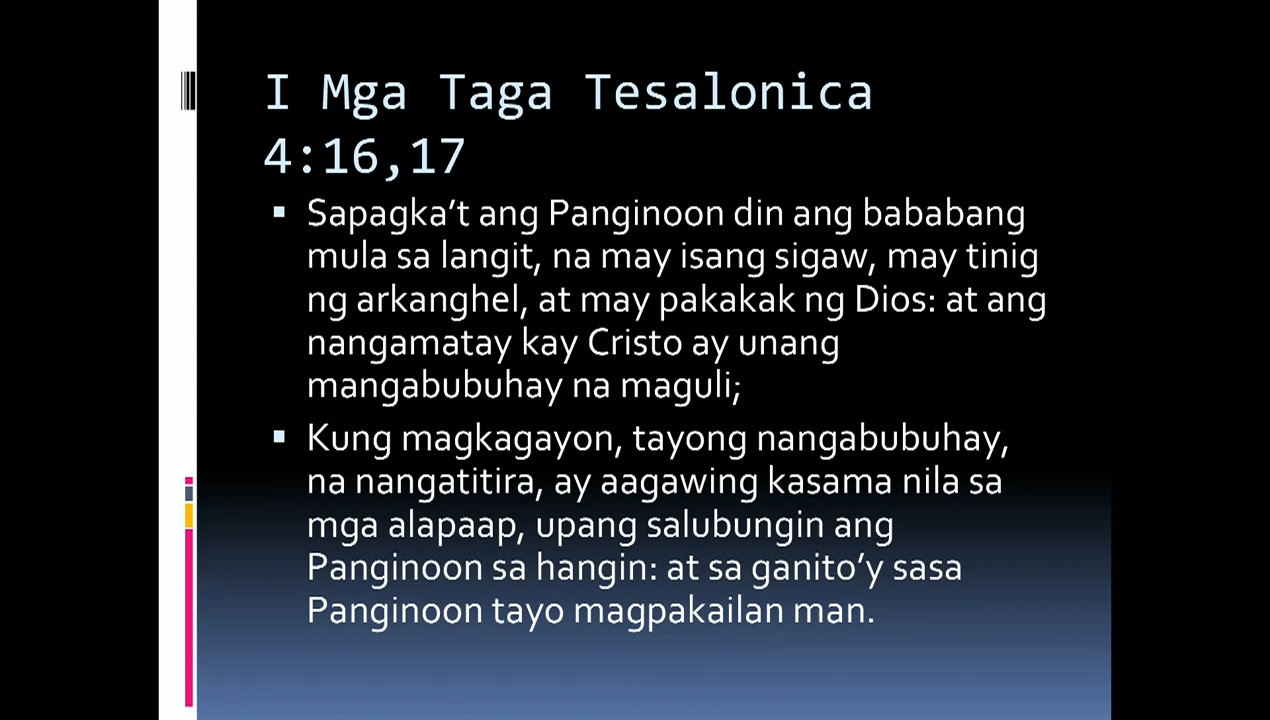 I Mga Taga Tesalonica
4:16,17
▪ Sapagka’t ang Panginoon din ang bababang
mula sa langit, na may isang sigaw, may tinig
ng arkanghel, at may pakakak ng Dios: at ang
nangamatay kay Cristo ay unang
mangabubuhay na maguli;
▪ Kung magkagayon, tayong nangabubuhay,
na nangatitira, ay aagawing kasama nila sa
mga alapaap, upang salubungin ang
Panginoon sa hangin: at sa ganito’y sasa
Panginoon tayo magpakailan man.